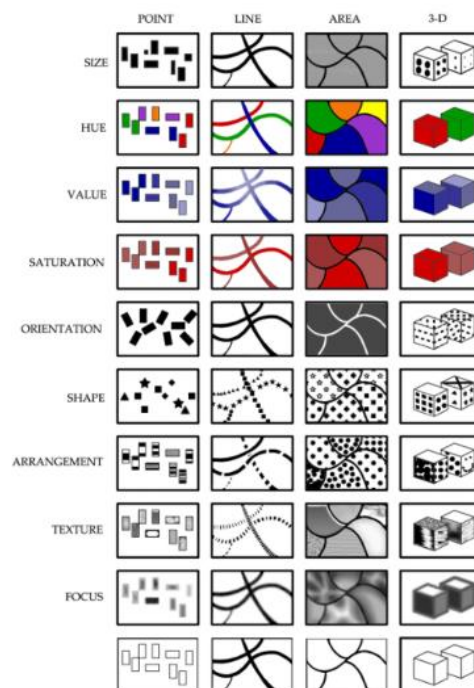 POINT LINE AREA 3-D
SIZE
HUE
VALUE
SATURATION
ORIENTATION
SHAPE
ARRANGEMENT
TEXTURE
FOCUS